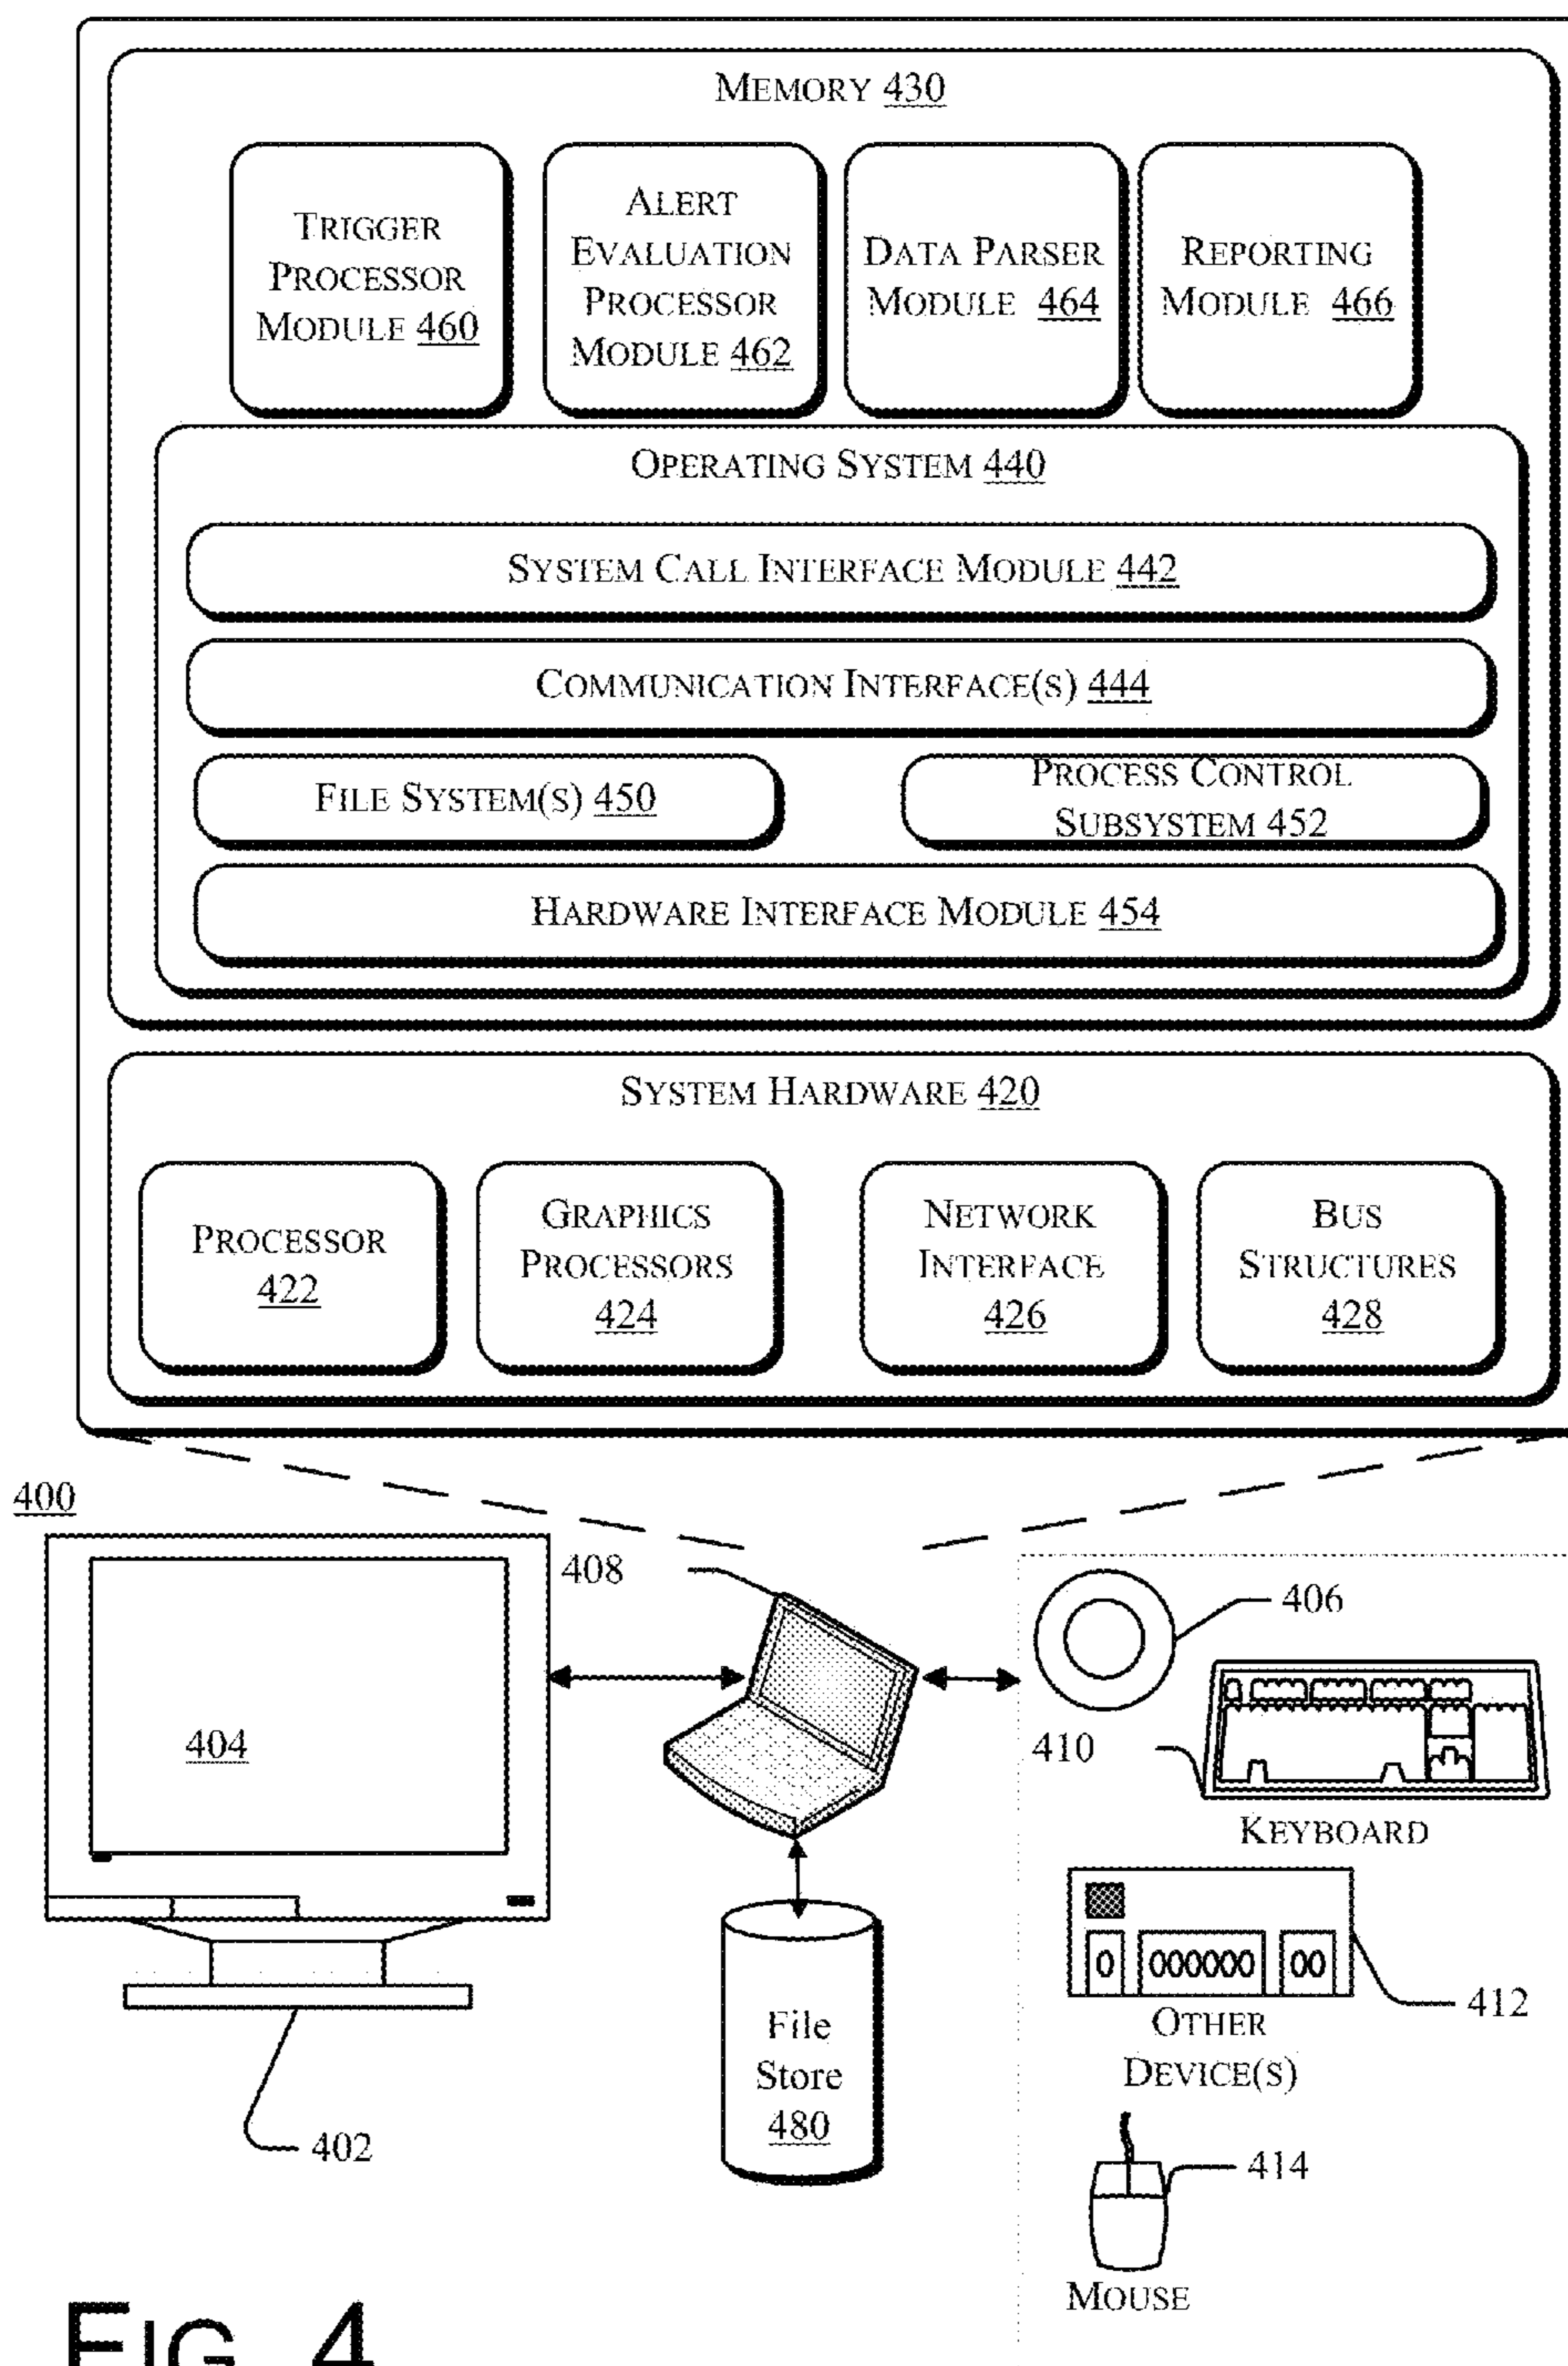 MEMORY 430
TRIGGER
PROCESSOR
MODULE 460
ALERT
EVALUATION
PROCESSOR
MODULE 462
DATA PARSER
MODULE 464
REPORTING
MODULE 466
OPERATING SYSTEM 440
SYSTEM CALL INTERFACE MODULE 442
COMMUNICATION INTERFACE(S) 444
FILE SYSTEM(S) 450
PROCESS CONTROL
SUBSYSTEM 452
HARDWARE INTERFACE MODULE 454
SYSTEM HARDWARE 420
PROCESSOR
422
GRAPHICS
PROCESSORS
424
NETWORK
INTERFACE
426
BUS
STRUCTURES
428
400
408
406
404
410
KEYBOARD
0 000000 00
412
OTHER
DEVICE(S)
File
Store
480
402
414
MOUSE
FIG. 4